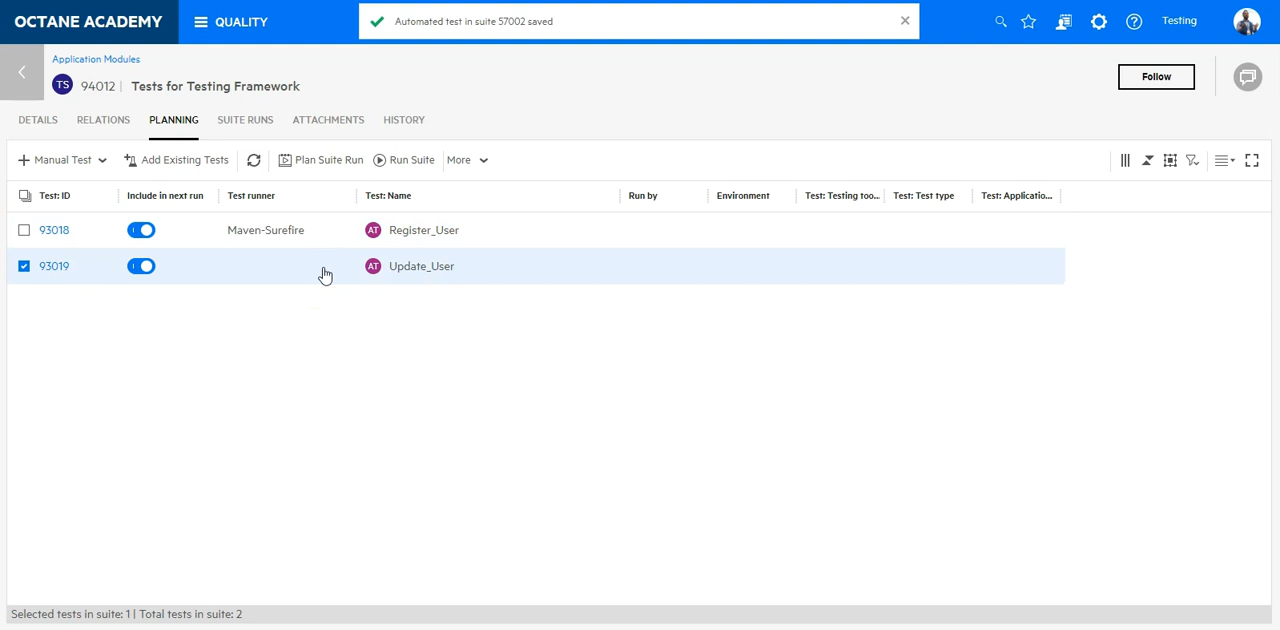 OCTANE ACADEMY
QUALITY
Automated test in suite 57002 saved
Testing
Application Modules
TS 94012 | Tests for Testing Framework
Follow
DETAILS RELATIONS PLANNING SUITE RUNS ATTACHMENTS HISTORY
Manual Test Add Existing Tests Plan Suite Run Run Suite More
Test: ID Include in next run Test runner Test: Name Run by Environment Test: Testing too... Test: Test type Test: Applicatio...
93018 Maven-Surefire AT Register_User
93019 AT Update_User
Selected tests in suite: 1 | Total tests in suite: 2